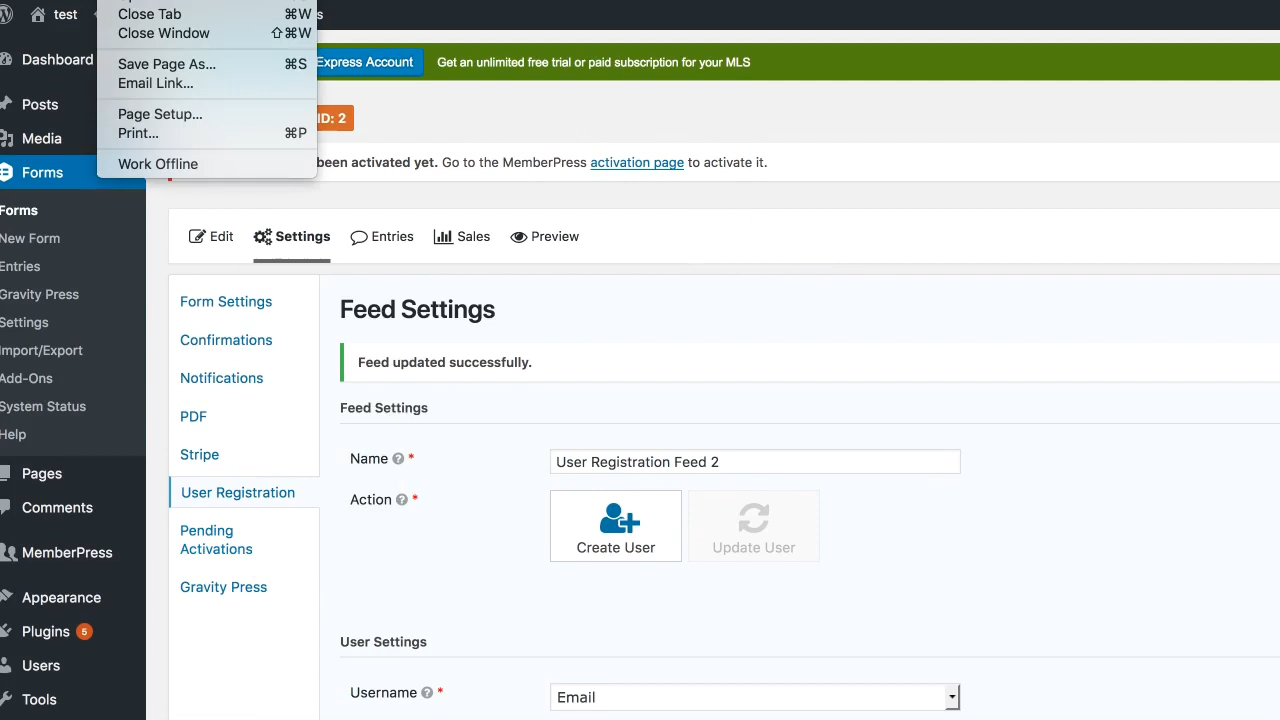 test
Close Tab ⌘W
Close Window ⇧⌘W
Save Page As... ⌘S
Email Link...
Page Setup...
Print... ⌘P
Work Offline
Express Account
Get an unlimited free trial or paid subscription for your MLS
ID: 2
been activated yet. Go to the MemberPress activation page to activate it.
Dashboard
Posts
Media
Forms
Forms
New Form
Entries
Gravity Press
Settings
Import/Export
Add-Ons
System Status
Help
Pages
Comments
MemberPress
Appearance
Plugins 5
Users
Tools
Edit Settings Entries Sales Preview
Form Settings
Confirmations
Notifications
PDF
Stripe
User Registration
Pending
Activations
Gravity Press
Feed Settings
Feed updated successfully.
Feed Settings
Name * User Registration Feed 2
Action *
Create User
Update User
User Settings
Username * Email